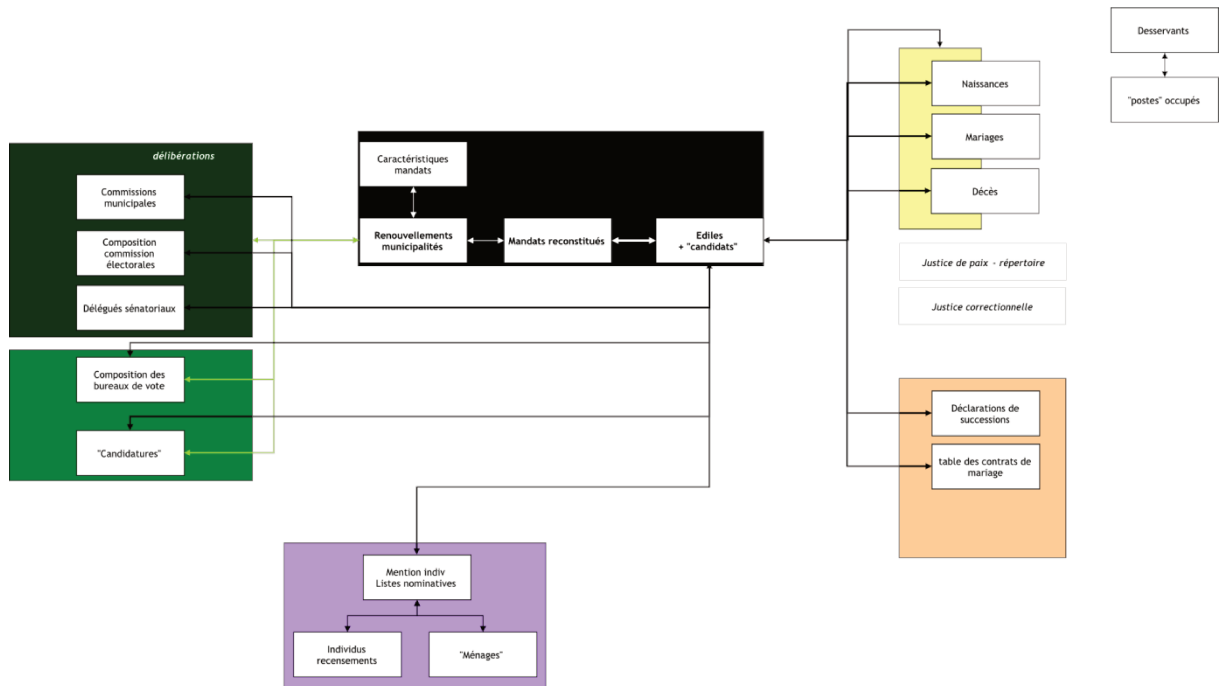 Desservants
"postes" occupés
Naissances
Mariages
Décès
Justice de paix - répertoire
Justice correctionnelle
délibérations
Commissions
municipales
Composition
commission
électorales
Délégués sénatoriaux
Caractéristiques
mandats
Renouvellements
municipalités
Mandats reconstitués
Ediles
+ "candidats"
Composition des
bureaux de vote
"Candidatures"
Déclarations de
successions
table des contrats de
mariage
Mention indiv
Listes nominatives
Individus
recensements
"Ménages"